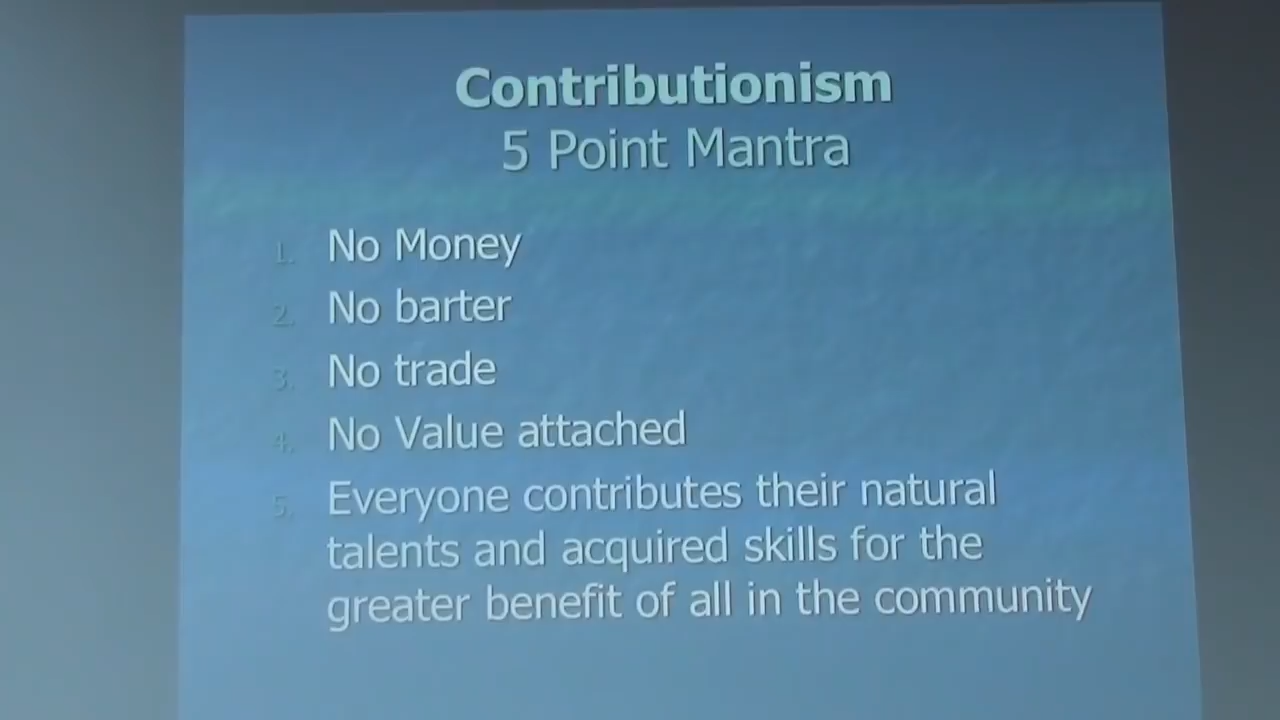 Contributionism
5 Point Mantra
1. No Money
2. No barter
3. No trade
4. No Value attached
5. Everyone contributes their natural
talents and acquired skills for the
greater benefit of all in the community